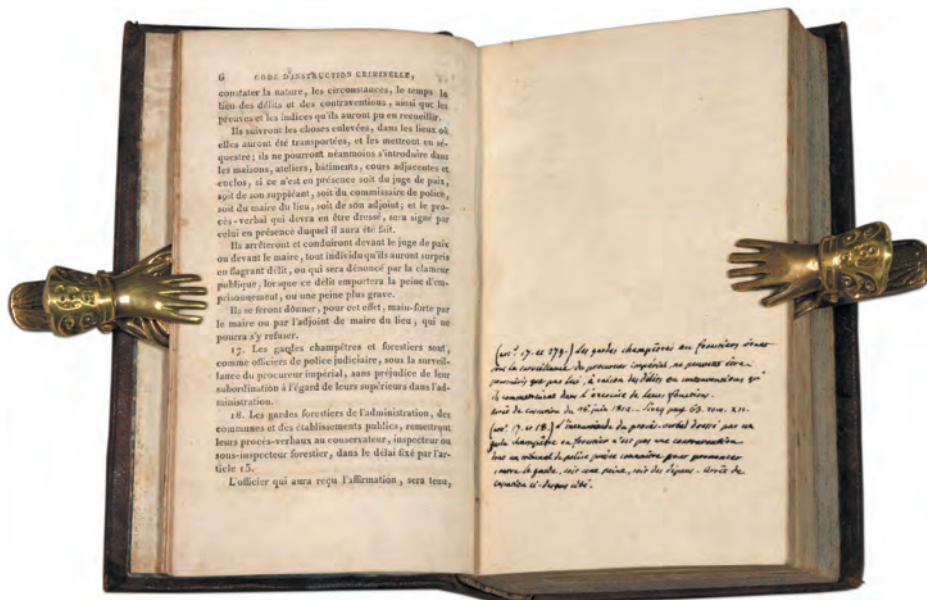 6 CODE D'INSTRUCTION CRIMINELLE,
constater la nature, les circonstances, le temps le
lieu des délits et des contraventions, ainsi que les
preuves et les indices qu'ils auront pu en recueillir.
Ils suivront les choses enlevées, dans les lieux où
elles auront été transportées, et les mettront en sé-
questre; ils ne pourront néanmoins s'introduire dans
les maisons, ateliers, bâtiments, cours adjacentes et
enclos, si ce n'est en présence soit du juge de paix,
soit de son suppléant, soit du commissaire de police,
soit du maire du lieu, soit de son adjoint; et le pro-
cès-verbal qui devra en être dressé, sera signé par
celui en présence duquel il aura été fait.
Ils arrêteront et conduiront devant le juge de paix
ou devant le maire, tout individu qu'ils auront surpris
en flagrant délit, ou qui sera dénoncé par la clameur
publique, lorsque ce délit emportera la peine d'em-
prisonnement, ou une peine plus grave.
Ils se feront donner, pour cet effet, main-forte par
le maire ou par l'adjoint de maire du lieu, qui ne
pourra s'y refuser.
17. Les gardes champêtres et forestiers sont,
comme officiers de police judiciaire, sous la surveil-
lance du procureur impérial, sans préjudice de leur
subordination à l'égard de leurs supérieurs dans l'ad-
ministration.
18. Les gardes forestiers de l'administration, des
communes et des établissements publics, remettront
leurs procès-verbaux au conservateur, inspecteur ou
sous-inspecteur forestier, dans le délai fixé par l'ar-
ticle 15.
L'officier qui aura reçu l'affirmation, sera tenu,
(art. 17. et 279.) Les gardes champêtres ou forestiers étant
sous la surveillance du procureur impérial, ne peuvent être
poursuivis que par lui, à raison des délits ou contraventions qu'
ils commettraient dans l'exercice de leurs fonctions.
arrêt de cassation du 16 juin 1812. Sirey pag. 63. tom. XII.
(art. 17. et 18.) L' du procès-verbal dressé par un
garde champêtre ou forestier n'est pas une contravention
dont un tribunal de police puisse connaître pour prononcer
contre le garde, soit une peine, soit des dépens. arrêt de
cassation ci-dessus cité.